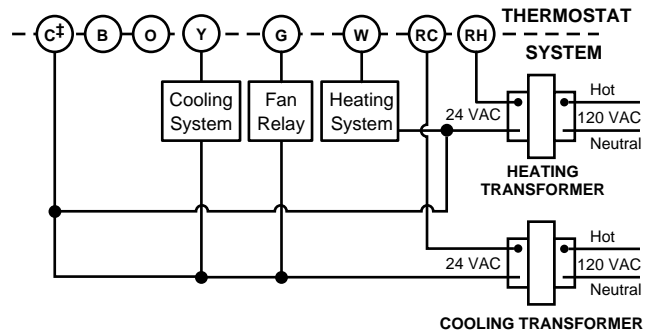 THERMOSTAT
C‡ B O Y G W RC RH
SYSTEM
Cooling
System
Fan
Relay
Heating
System
Hot
24 VAC
120 VAC
Neutral
HEATING
TRANSFORMER
Hot
24 VAC
120 VAC
Neutral
COOLING TRANSFORMER